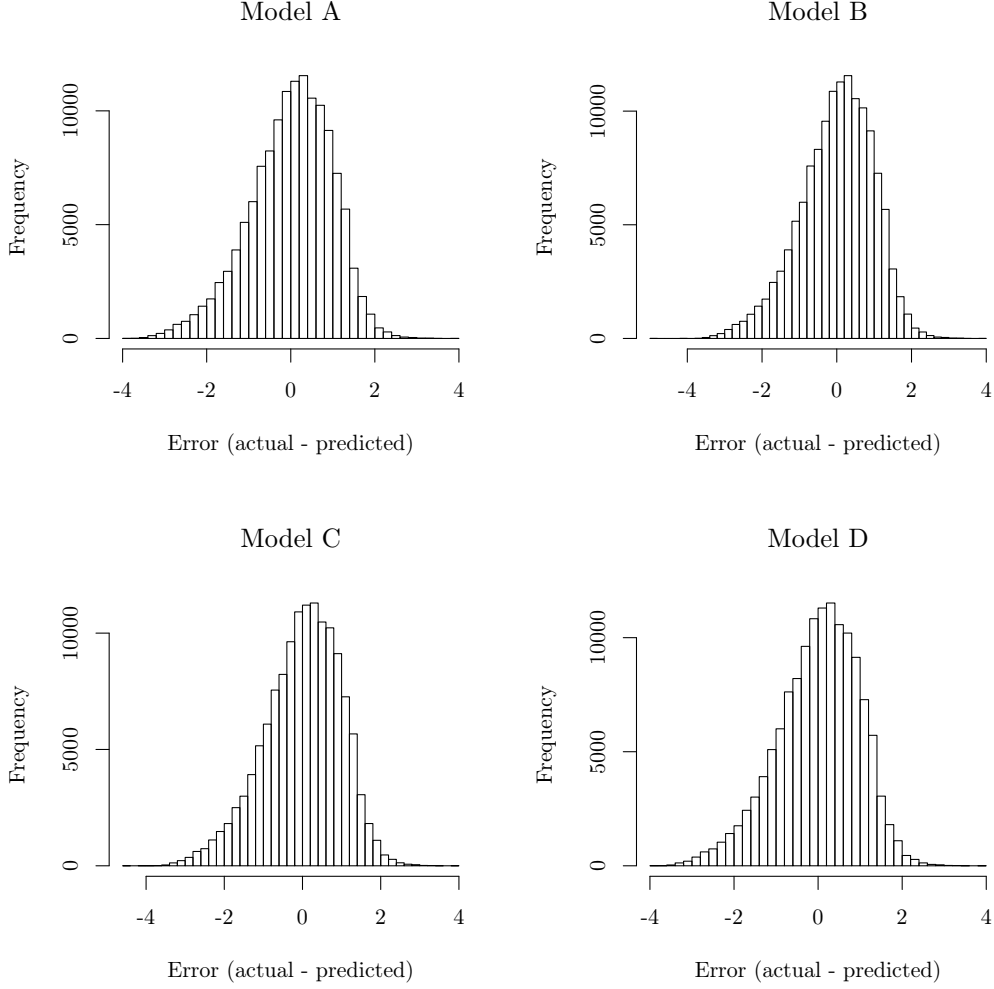 Model A
Frequency
0 5000 10000
-4 -2 0 2 4
Error (actual - predicted)
Model B
Frequency
0 5000 10000
-4 -2 0 2 4
Error (actual - predicted)
Model C
Frequency
0 5000 10000
-4 -2 0 2 4
Error (actual - predicted)
Model D
Frequency
0 5000 10000
-4 -2 0 2 4
Error (actual - predicted)